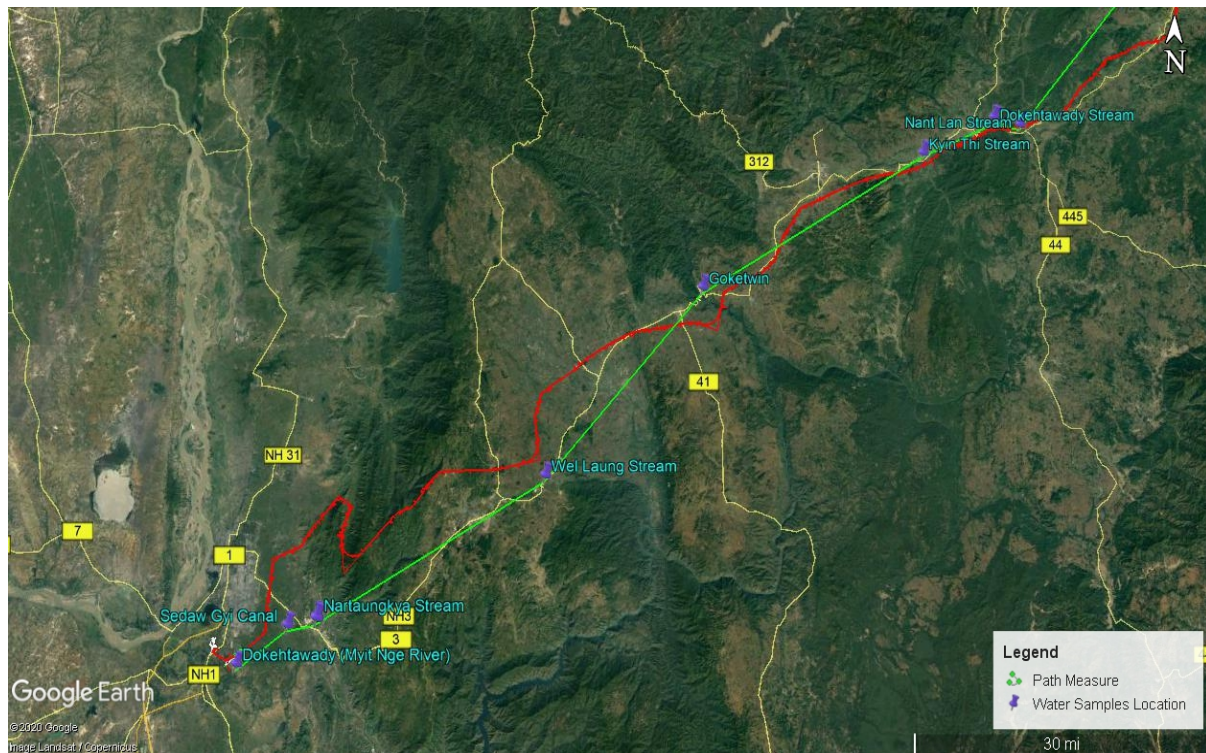 N
Nant Lan Stream
Dokehtawady Stream
Kyin Thi Stream
312
445
44
Goketwin
41
NH 31
Wel Laung Stream
7
1
Sedaw Gyi Canal
Nartaungkya Stream
NH3
3
Dokehtawady (Myit Nge River)
NH1
Legend
Path Measure
Water Samples Location
4
Google Earth
©2020 Google
Image Landsat / Copernicus
30 mi